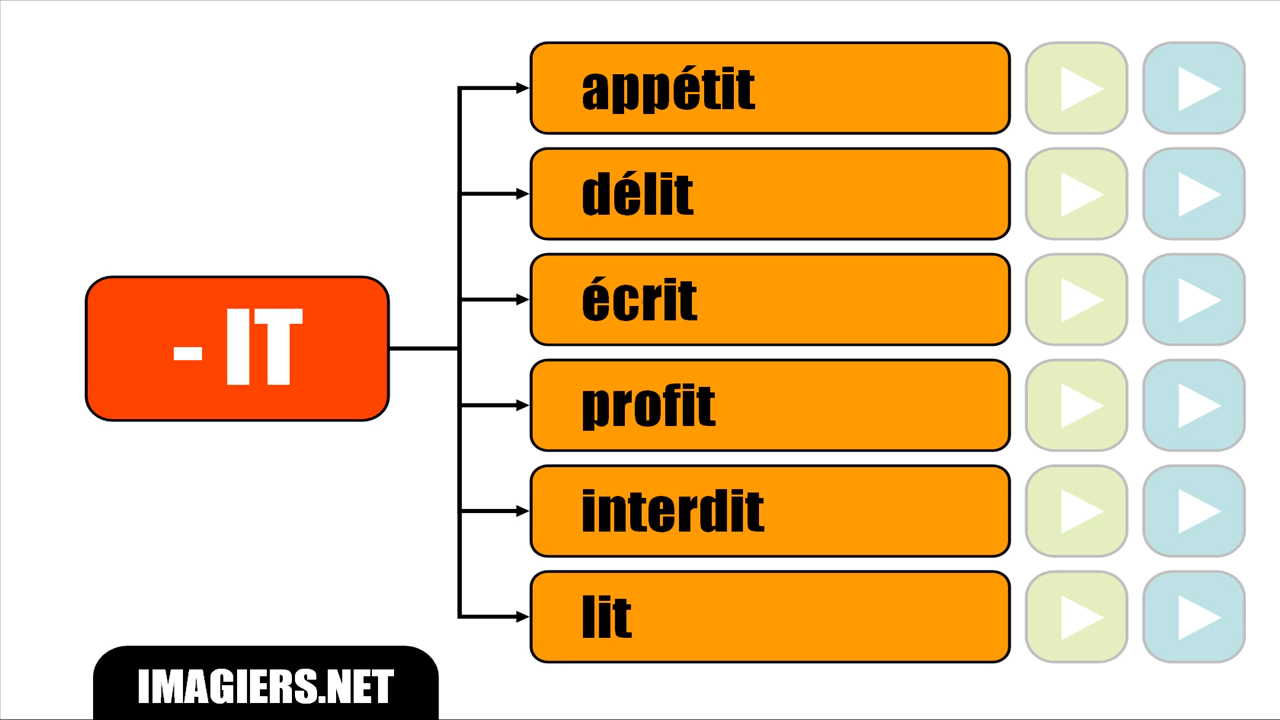 - IT
appétit
délit
écrit
profit
interdit
lit
IMAGIERS.NET